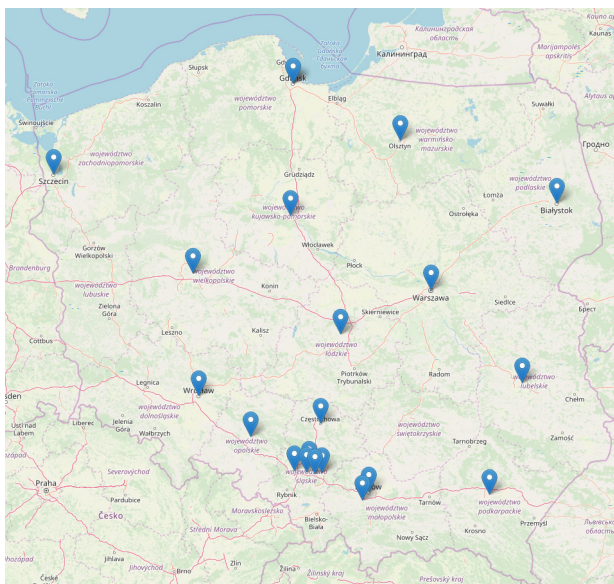 Калининградская
область
Kauno ap
Kaunas
Marijampolės
apskritis
Alytaus ap
Калининград
Słupsk
Gdańsk
Koszalin
województwo
pomorskie
Elbląg
Suwałki
Świnoujście
województwo
zachodniopomorskie
województwo
warmińsko-
mazurskie
Olsztyn
Гродно
Szczecin
Grudziądz
województwo
podlaskie
Łomża
województwo
kujawsko-pomorskie
Ostrołęka
Białystok
Gorzów
Wielkopolski
Włocławek
Płock
Brandenburg
województwo
wielkopolskie
województwo
lubuskie
Konin
Warszawa
Siedlce
Брест
Zielona
Góra
Skierniewice
Leszno
Kalisz
województwo
łódzkie
Cottbus
Piotrków
Trybunalski
Radom
województwo
lubelskie
Legnica
Wrocław
sden
Chełm
województwo
dolnośląskie
Częstochowa
Ústí nad
Labem
Liberec
Jelenia
Góra
Wałbrzych
województwo
opolskie
województwo
świętokrzyskie
Tarnobrzeg
Zamość
Severovýchod
województwo
śląskie
Praha
Rybnik
Pardubice
Česko
Moravskoslezsko
Bielsko-
Biała
województwo
małopolskie
Tarnów
województwo
podkarpackie
Střední Morava
Krosno
Przemyśl
Львівська
Nowy Sącz
Jihlava
Zlín
Brno
Jihovýchod
Žilina
Žilinský kraj
Prešovský kraj
České